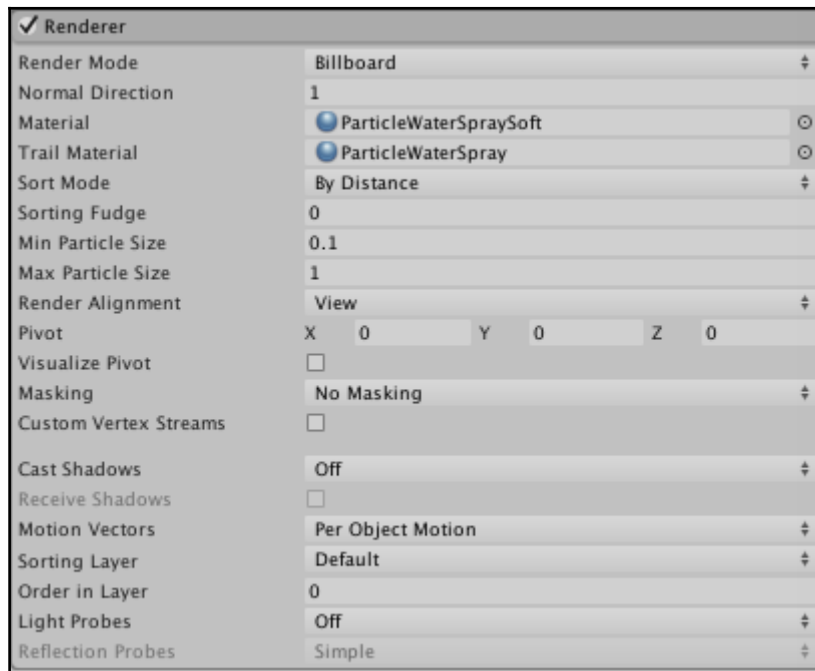 Renderer
Render Mode Billboard
Normal Direction 1
Material ParticleWaterSpraySoft
Trail Material ParticleWaterSpray
Sort Mode By Distance
Sorting Fudge 0
Min Particle Size 0.1
Max Particle Size 1
Render Alignment View
Pivot X 0 Y 0 Z 0
Visualize Pivot
Masking No Masking
Custom Vertex Streams
Cast Shadows Off
Receive Shadows
Motion Vectors Per Object Motion
Sorting Layer Default
Order in Layer 0
Light Probes Off
Reflection Probes Simple